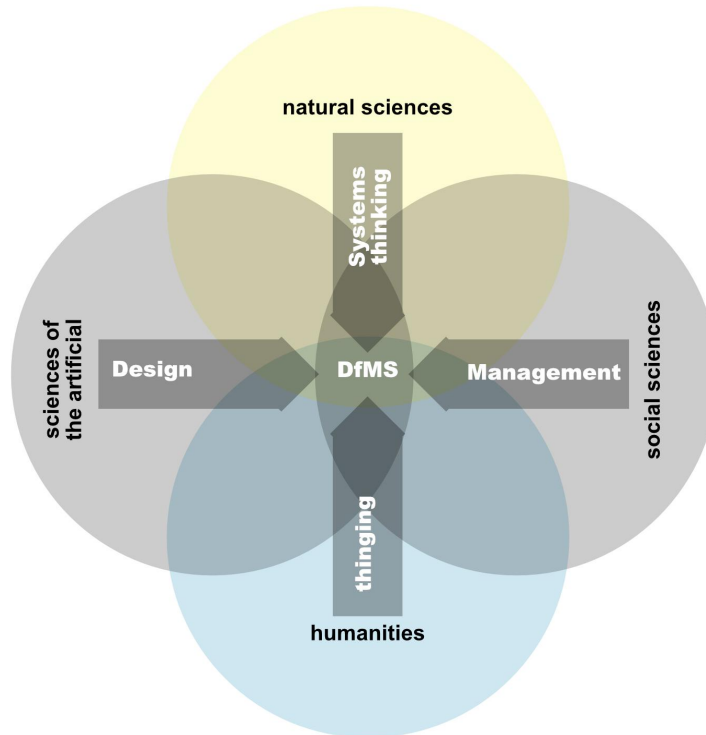 natural sciences
Systems
thinking
sciences of
the artificial
Design
DfMS
Management
social sciences
thinging
humanities